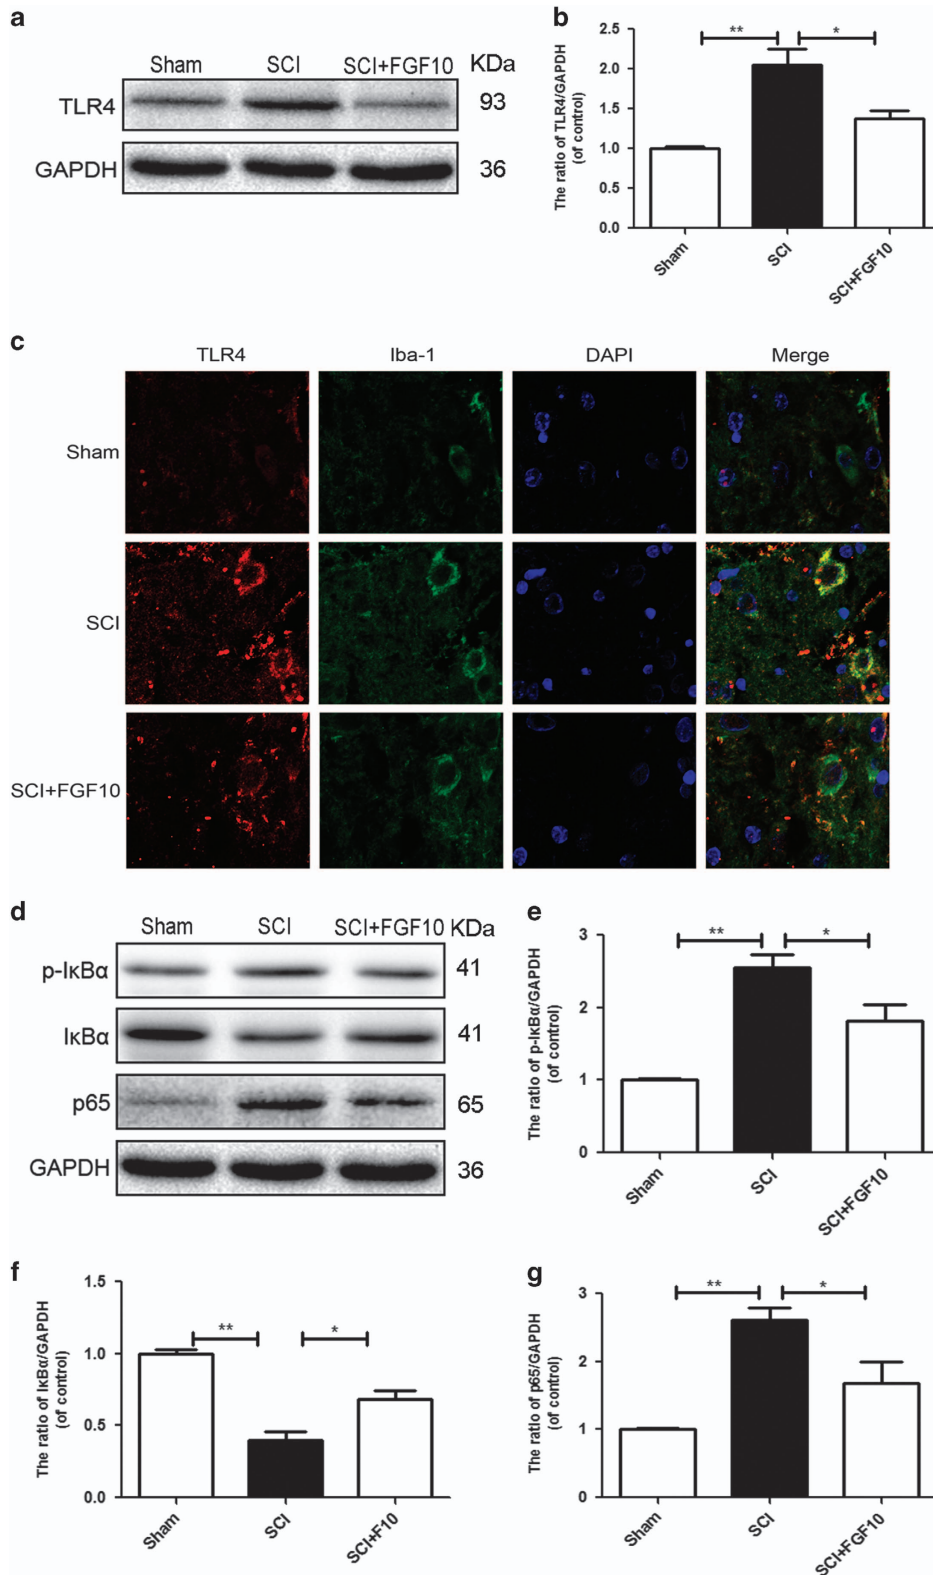 a
Sham SCI SCI+FGF10 KDa
TLR4 93
GAPDH 36
b
The ratio of TLR4/GAPDH
(of control)
2.5
2.0
1.5
1.0
0.5
0.0
** *
Sham
SCI
SCI+FGF10
c
TLR4 Iba-1 DAPI Merge
Sham
SCI
SCI+FGF10
d
Sham SCI SCI+FGF10 KDa
p-IκBα 41
IκBα 41
p65 65
GAPDH 36
e
The ratio of p-IκBα/GAPDH
(of control)
3
2
1
0
** *
Sham
SCI
SCI+FGF10
f
The ratio of IκBα/GAPDH
(of control)
1.5
1.0
0.5
0.0
** *
Sham
SCI
SCI+F10
g
The ratio of p65/GAPDH
(of control)
3
2
1
0
** *
Sham
SCI
SCI+FGF10